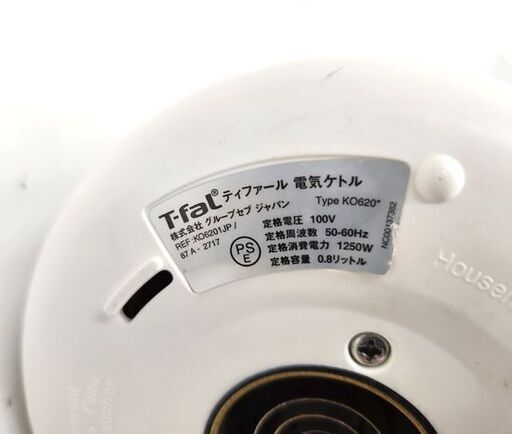 T-faL® ティファール 電気ケトル
株式会社 グループセブ ジャパン
Type KO620*
REF:KO6201JP /
67 A - 2717
PS
E
定格電圧 100V
定格周波数 50-60Hz
定格消費電力 1250W
定格容量 0.8リットル
NO00137382